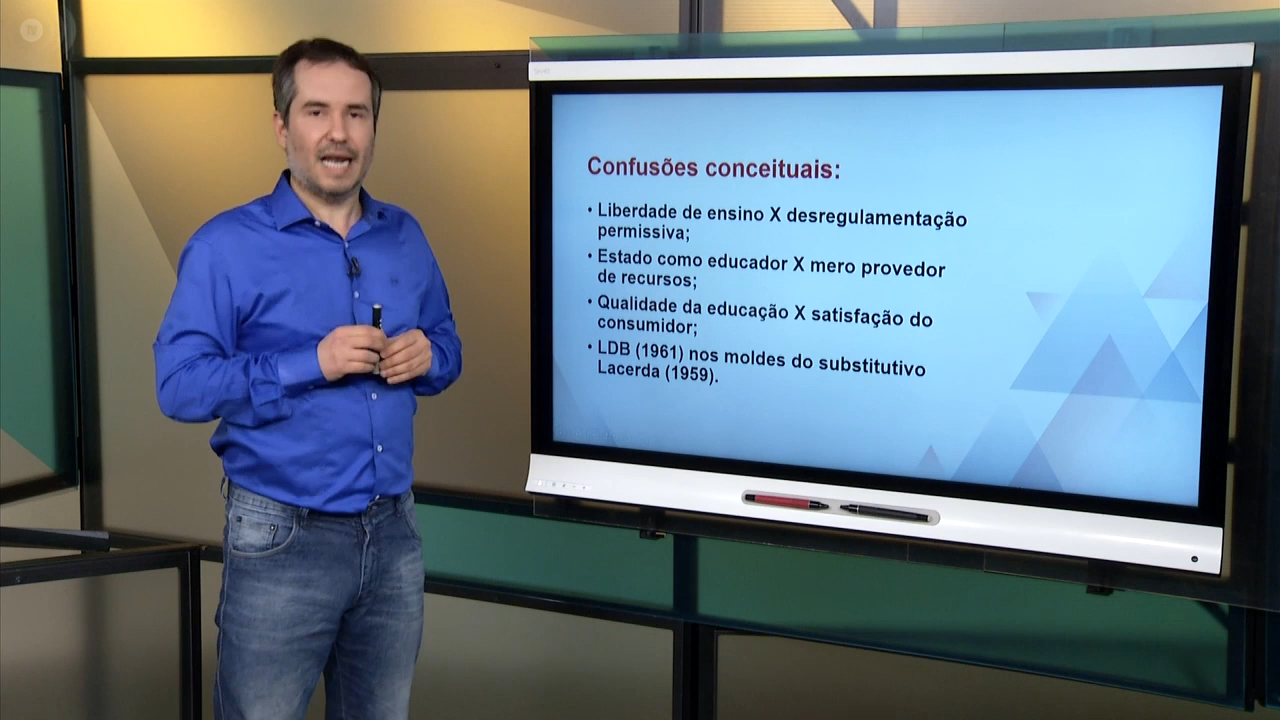 Confusões conceituais:
• Liberdade de ensino X desregulamentação
permissiva;
• Estado como educador X mero provedor
de recursos;
• Qualidade da educação X satisfação do
consumidor;
• LDB (1961) nos moldes do substitutivo
Lacerda (1959).